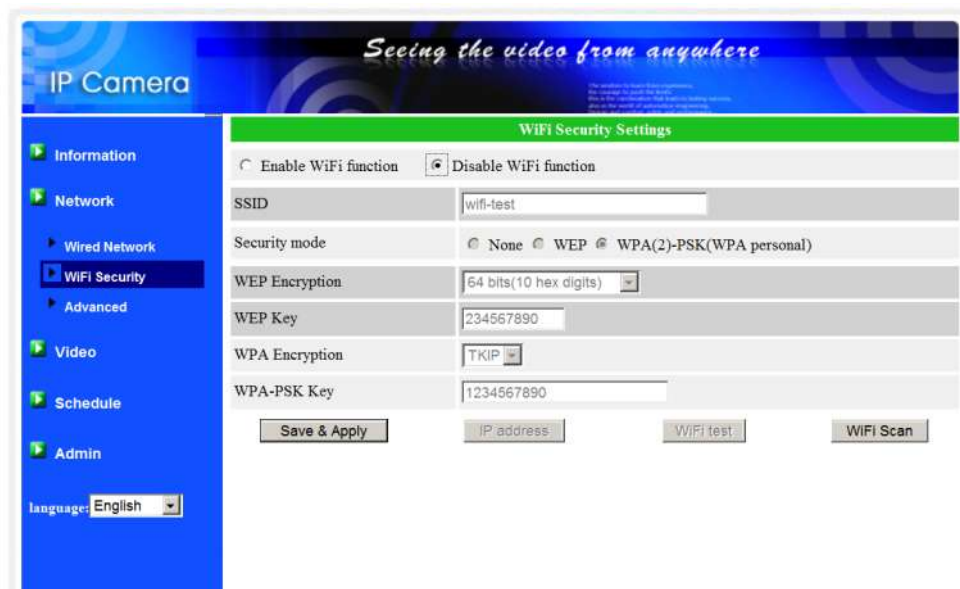 Seeing the video from anywhere
IP Camera
WiFi Security Settings
Information
Enable WiFi function Disable WiFi function
Network
SSID wifi-test
Wired Network
Security mode None WEP WPA(2)-PSK(WPA personal)
WiFi Security
WEP Encryption 64 bits(10 hex digits)
Advanced
WEP Key 234567890
Video
WPA Encryption TKIP
WPA-PSK Key 1234567890
Schedule
Save & Apply IP address WiFi test WiFi Scan
Admin
language: English